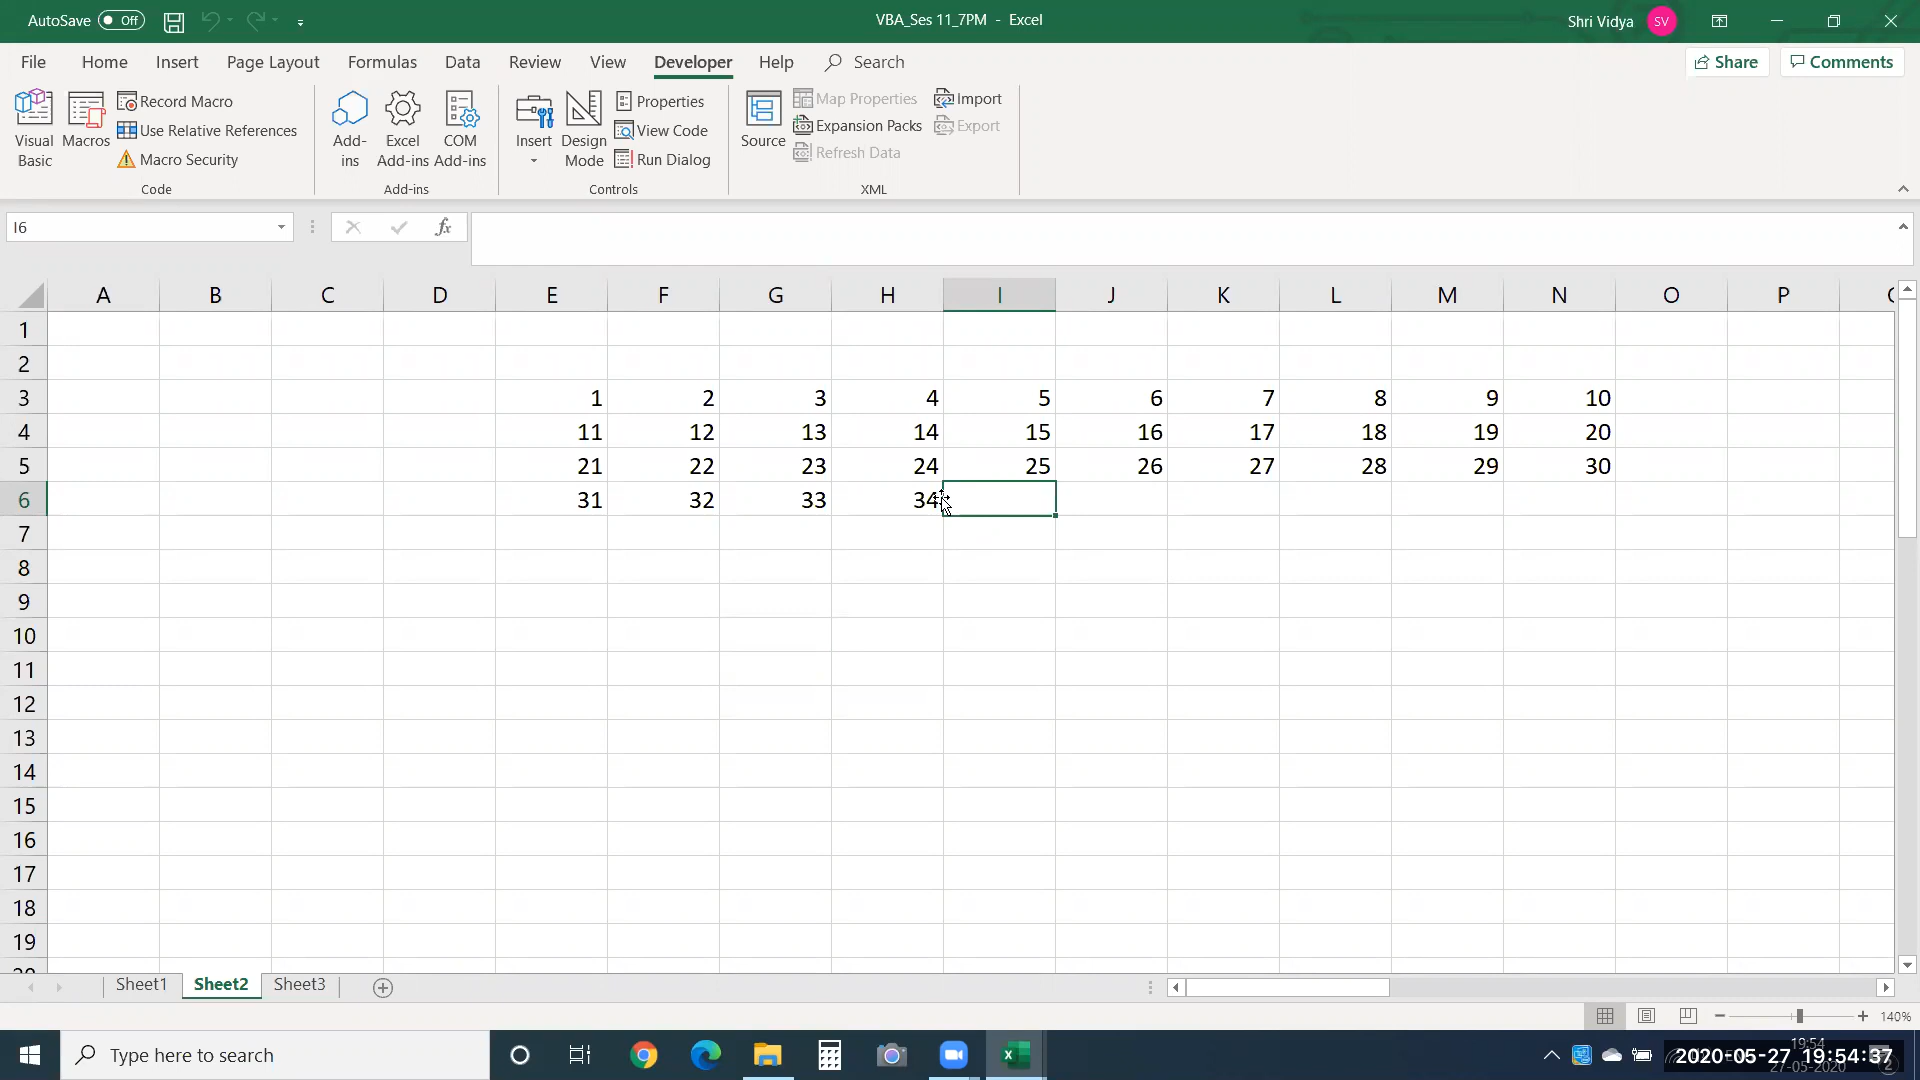 AutoSave Off
VBA_Ses 11_7PM - Excel
Shri Vidya SV
File Home Insert Page Layout Formulas Data Review View Developer Help Search
Share Comments
Visual Basic
Macros
Record Macro
Use Relative References
Macro Security
Code
Add-ins
Excel Add-ins
COM Add-ins
Add-ins
Insert
Design Mode
Properties
View Code
Run Dialog
Controls
Source
Map Properties
Expansion Packs
Refresh Data
Import
Export
XML
I6
fx
A B C D E F G H I J K L M N O P
1
2
3 1 2 3 4 5 6 7 8 9 10
4 11 12 13 14 15 16 17 18 19 20
5 21 22 23 24 25 26 27 28 29 30
6 31 32 33 34
7
8
9
10
11
12
13
14
15
16
17
18
19
Sheet1 Sheet2 Sheet3
140%
Type here to search
19:54
27-05-2020
2020-05-27 19:54:37